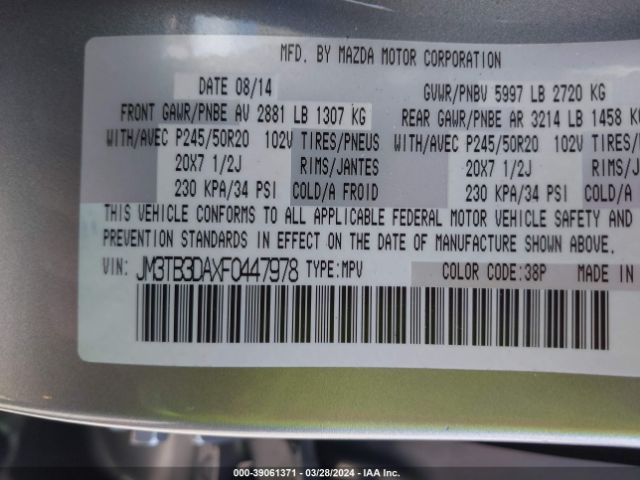 MFD. BY MAZDA MOTOR CORPORATION
DATE 08/14 GVWR/PNBV 5997 LB 2720 KG
FRONT GAWR/PNBE AV 2881 LB 1307 KG REAR GAWR/PNBE AR 3214 LB 1458 KG
WITH/AVEC P245/50R20 102V TIRES/PNEUS WITH/AVEC P245/50R20 102V TIRES/P
20X7 1/2J RIMS/JANTES 20X7 1/2J RIMS/J
230 KPA/34 PSI COLD/A FROID 230 KPA/34 PSI COLD/A
THIS VEHICLE CONFORMS TO ALL APPLICABLE FEDERAL MOTOR VEHICLE SAFETY AND
PREVENTION STANDARDS IN EFFECT ON THE DATE OF MANUFACTURE SHOWN ABOVE.
VIN: JM3TB3DAXF0447978 TYPE:MPV COLOR CODE:38P MADE IN
000-39061371 | 03/28/2024 | IAA Inc.